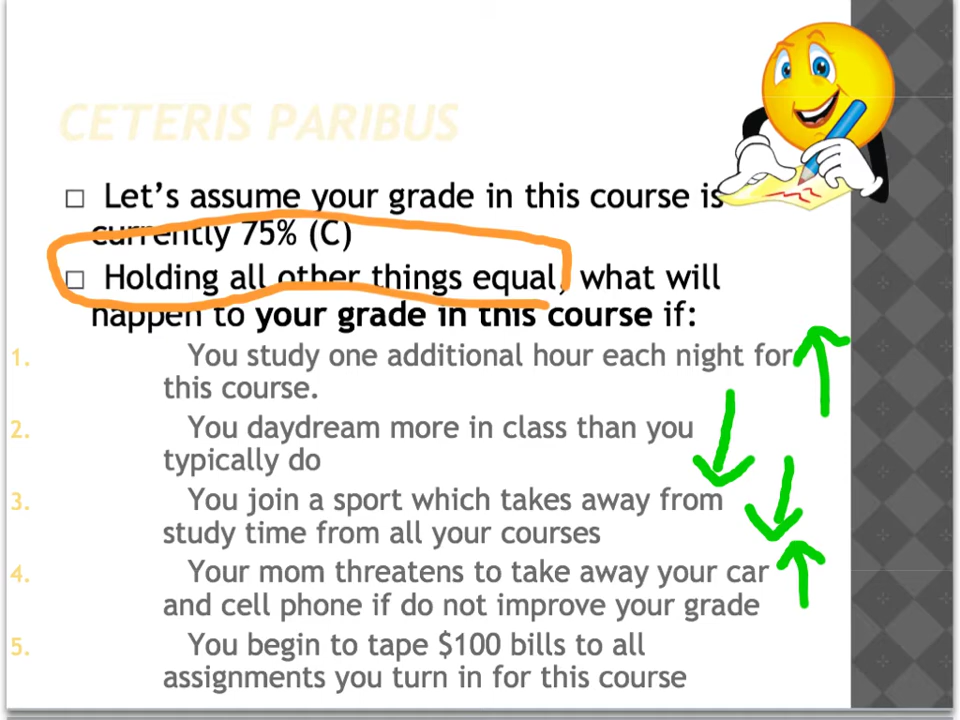 CETERIS PARIBUS
□ Let's assume your grade in this course is
currently 75% (C)
□ Holding all other things equal, what will
happen to your grade in this course if:
1. You study one additional hour each night for
this course.
2. You daydream more in class than you
typically do
3. You join a sport which takes away from
study time from all your courses
4. Your mom threatens to take away your car
and cell phone if do not improve your grade
5. You begin to tape $100 bills to all
assignments you turn in for this course